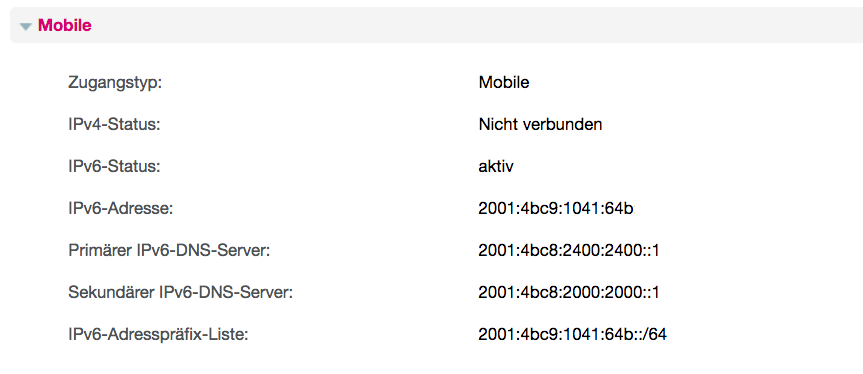 Mobile
Zugangstyp: Mobile
IPv4-Status: Nicht verbunden
IPv6-Status: aktiv
IPv6-Adresse: 2001:4bc9:1041:64b
Primärer IPv6-DNS-Server: 2001:4bc8:2400:2400::1
Sekundärer IPv6-DNS-Server: 2001:4bc8:2000:2000::1
IPv6-Adresspräfix-Liste: 2001:4bc9:1041:64b::/64